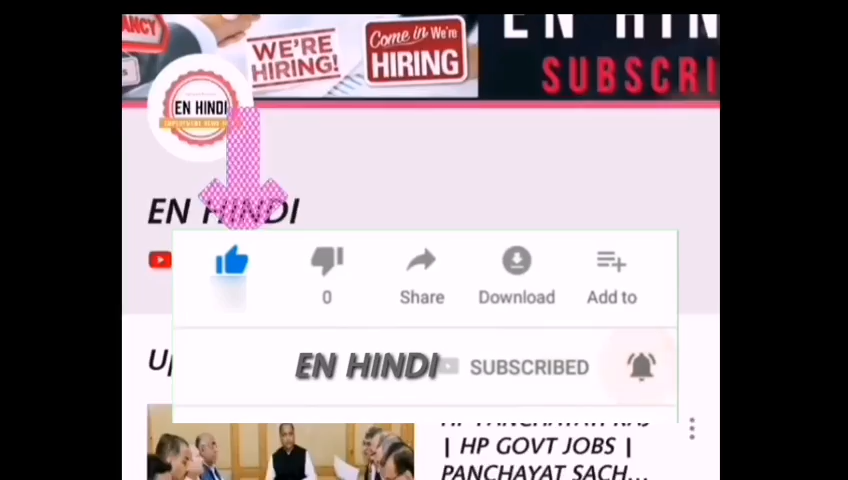 WE'RE
HIRING!
Come in We're
HIRING
EN HIN
SUBSCRI
EN HINDI
EN HINDI
0
Share
Download
Add to
EN HINDI
SUBSCRIBED
| HP GOVT JOBS |
PANCHAYAT SACH...